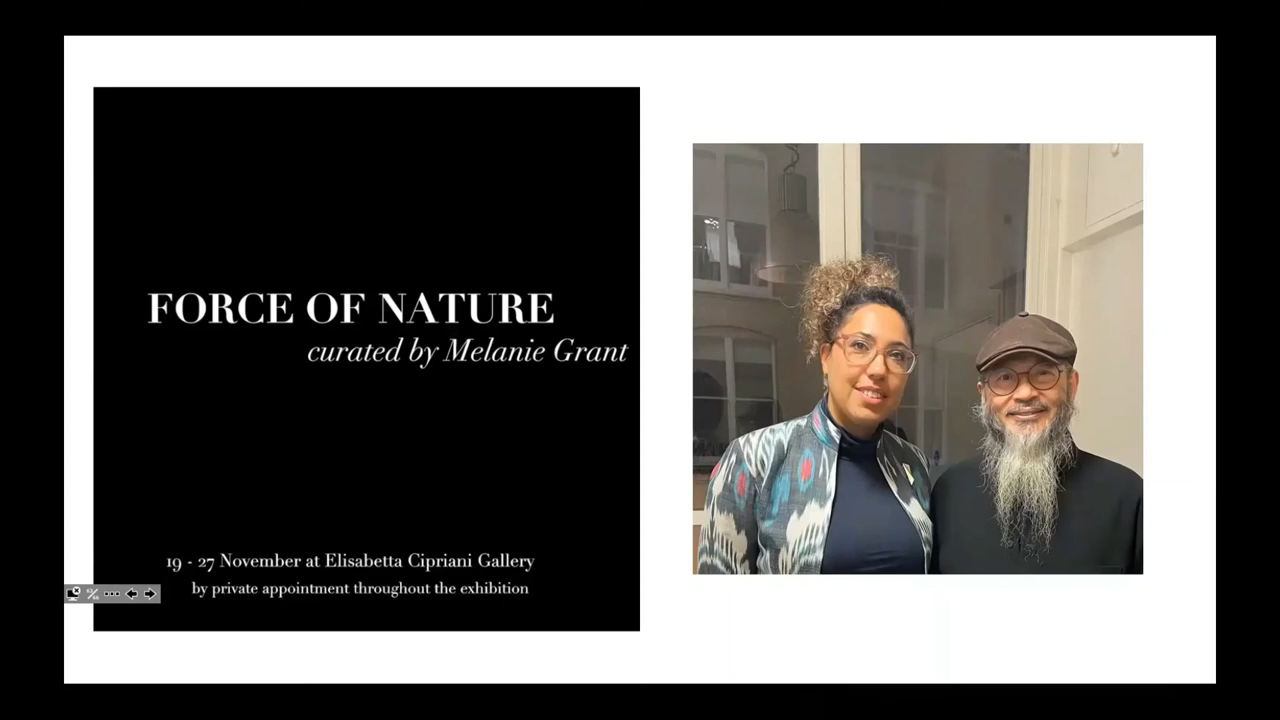 FORCE OF NATURE
curated by Melanie Grant
19 - 27 November at Elisabetta Cipriani Gallery
by private appointment throughout the exhibition